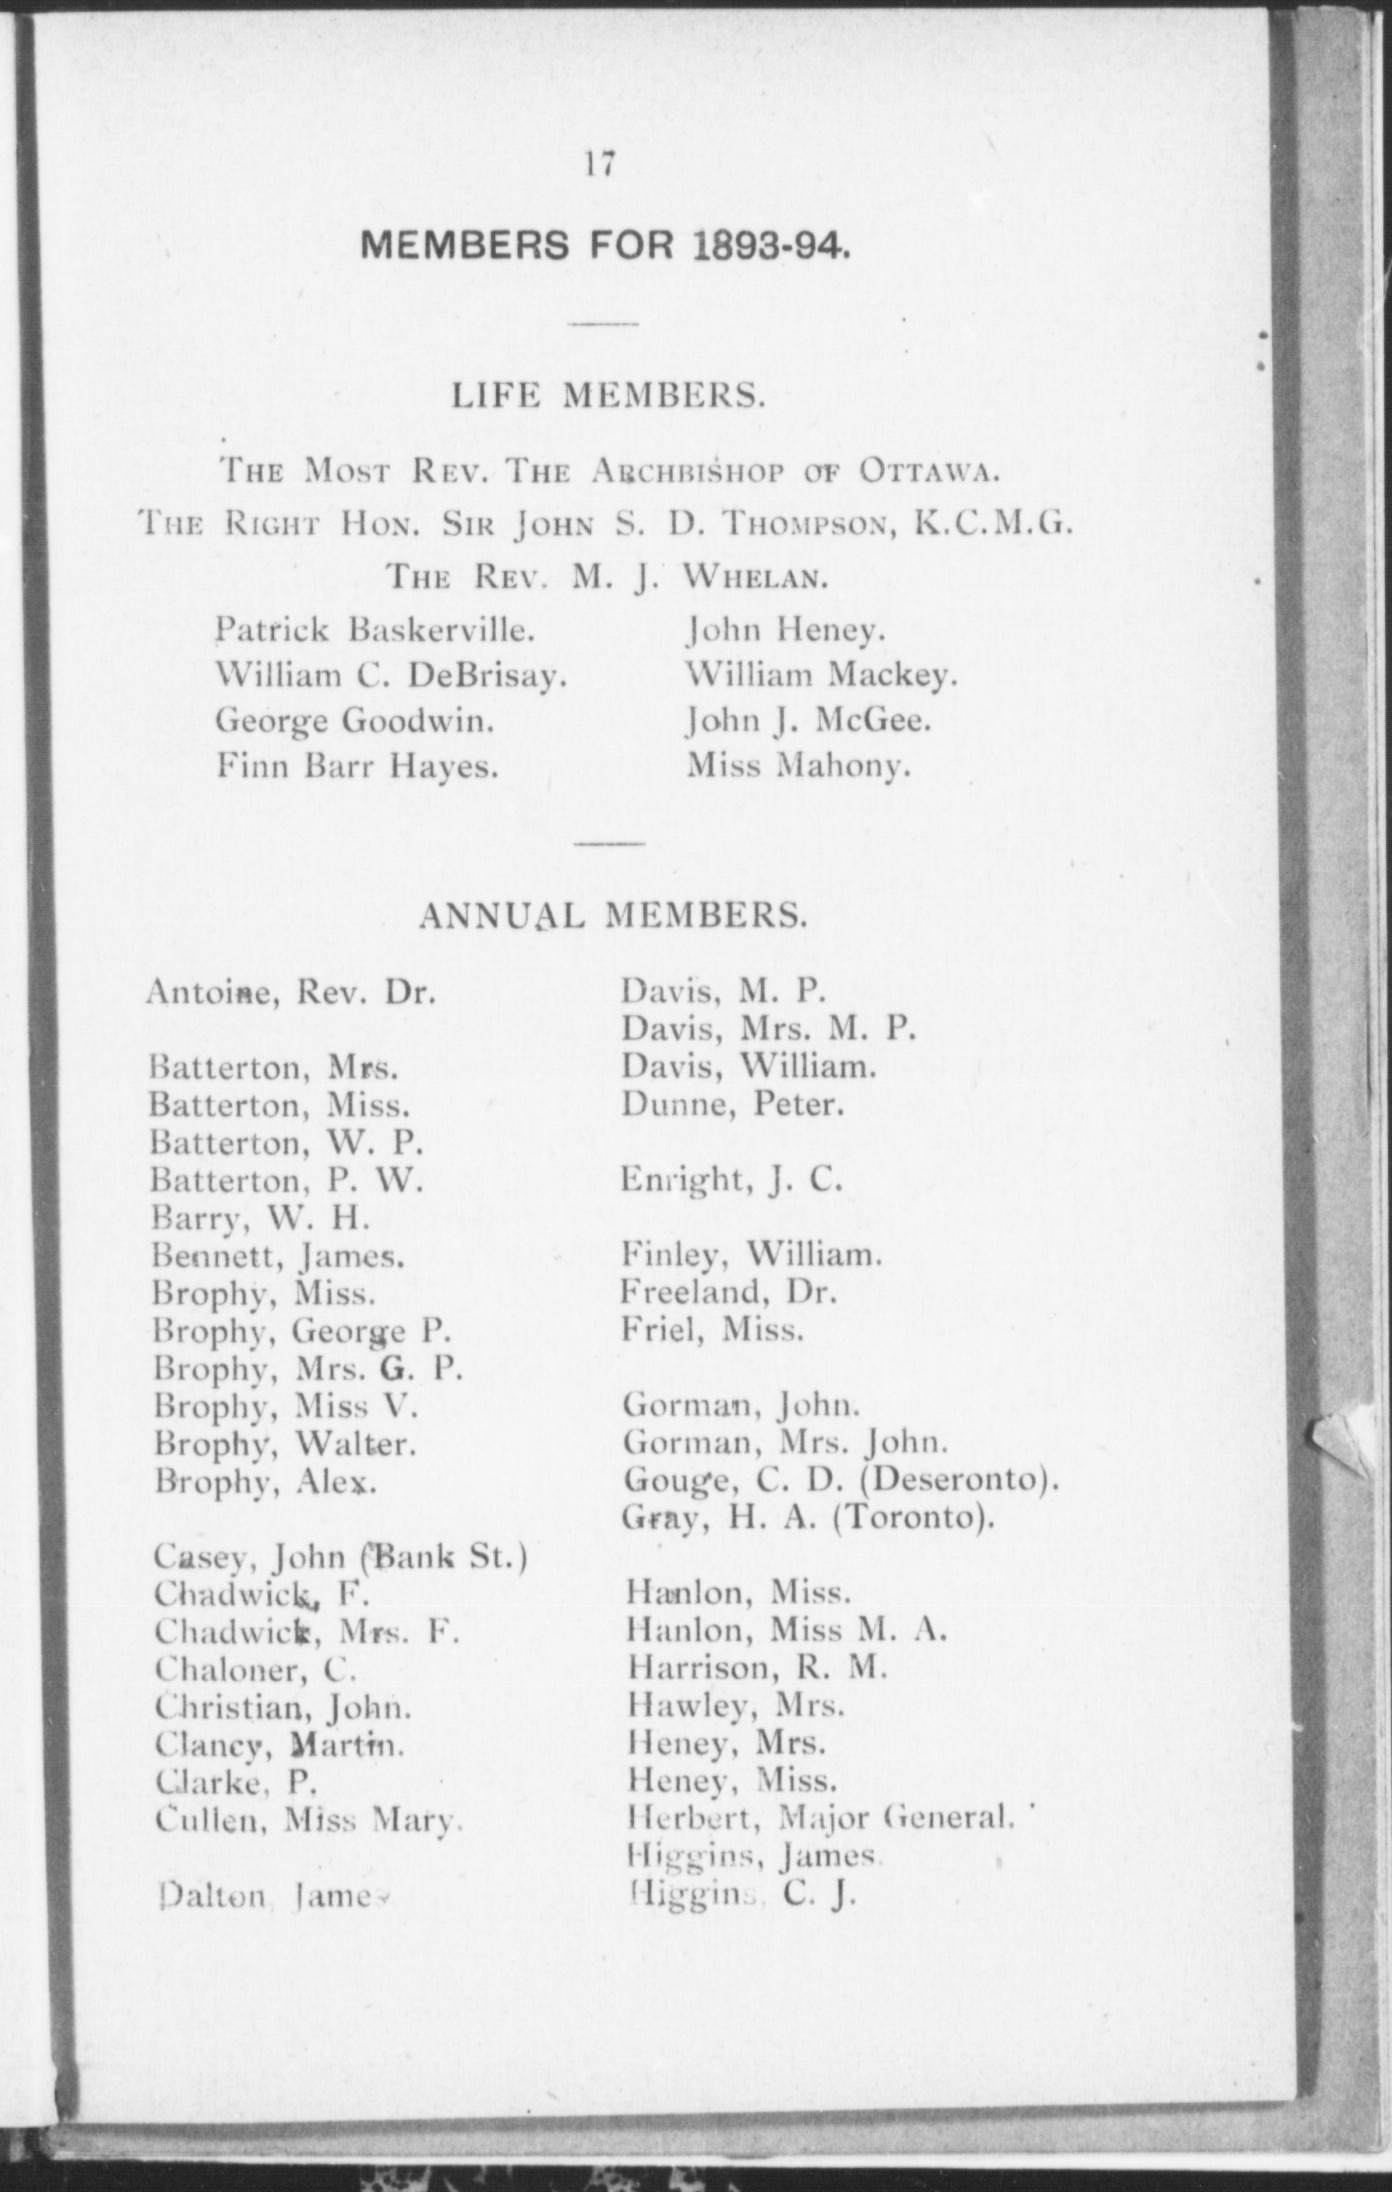 17
MEMBERS FOR 1893-94.
LIFE MEMBERS.
THE MOST REV. THE ARCHBISHOP OF OTTAWA.
THE RIGHT HON. SIR JOHN S. D. THOMPSON, K.C.M.G.
THE REV. M. J. WHELAN.
Patrick Baskerville.
William C. DeBrisay.
George Goodwin.
Finn Barr Hayes.
John Heney.
William Mackey.
John J. McGee.
Miss Mahony.
ANNUAL MEMBERS.
Antoine, Rev. Dr.
Batterton, Mrs.
Batterton, Miss.
Batterton, W. P.
Batterton, P. W.
Barry, W. H.
Bennett, James.
Brophy, Miss.
Brophy, George P.
Brophy, Mrs. G. P.
Brophy, Miss V.
Brophy, Walter.
Brophy, Alex.
Casey, John (Bank St.)
Chadwick, F.
Chadwick, Mrs. F.
Chaloner, C.
Christian, John.
Clancy, Martin.
Clarke, P.
Cullen, Miss Mary.
Dalton, James
Davis, M. P.
Davis, Mrs. M. P.
Davis, William.
Dunne, Peter.
Enright, J. C.
Finley, William.
Freeland, Dr.
Friel, Miss.
Gorman, John.
Gorman, Mrs. John.
Gouge, C. D. (Deseronto).
Gray, H. A. (Toronto).
Hanlon, Miss.
Hanlon, Miss M. A.
Harrison, R. M.
Hawley, Mrs.
Heney, Mrs.
Heney, Miss.
Herbert, Major General.
Higgins, James.
Higgins, C. J.